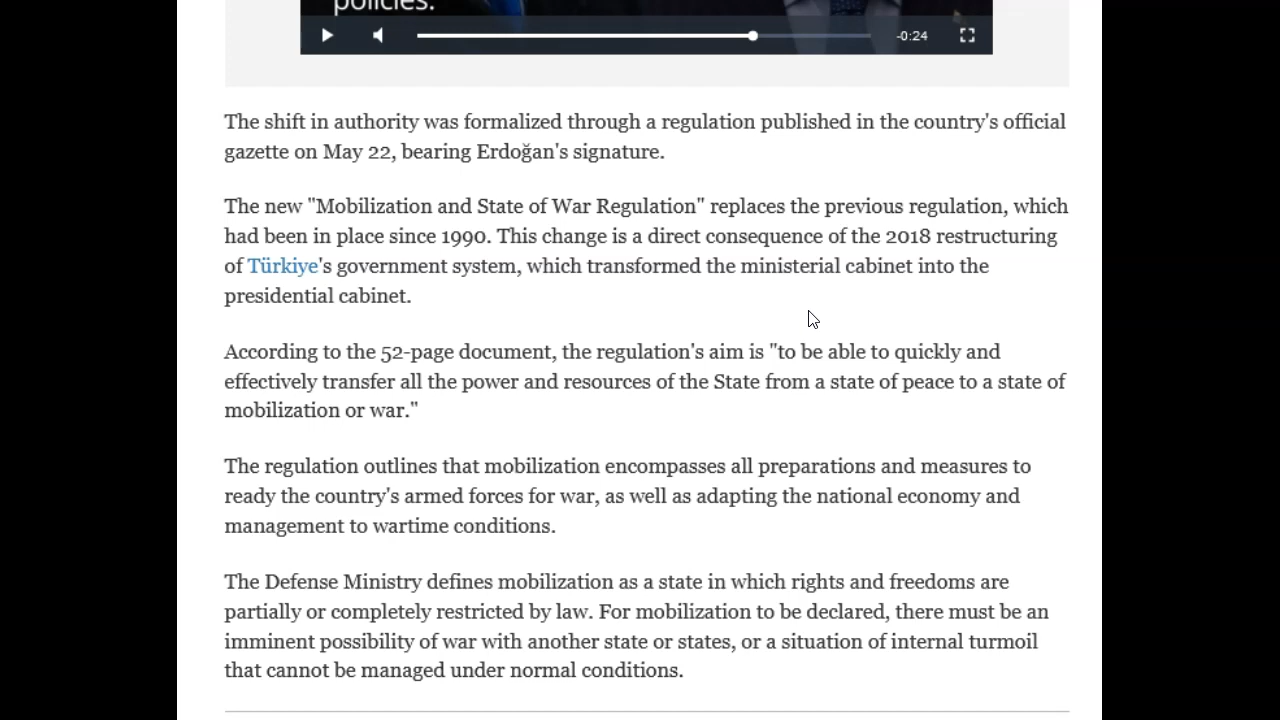 policies.
-0:24
The shift in authority was formalized through a regulation published in the country's official
gazette on May 22, bearing Erdoğan's signature.
The new "Mobilization and State of War Regulation" replaces the previous regulation, which
had been in place since 1990. This change is a direct consequence of the 2018 restructuring
of Türkiye's government system, which transformed the ministerial cabinet into the
presidential cabinet.
According to the 52-page document, the regulation's aim is "to be able to quickly and
effectively transfer all the power and resources of the State from a state of peace to a state of
mobilization or war."
The regulation outlines that mobilization encompasses all preparations and measures to
ready the country's armed forces for war, as well as adapting the national economy and
management to wartime conditions.
The Defense Ministry defines mobilization as a state in which rights and freedoms are
partially or completely restricted by law. For mobilization to be declared, there must be an
imminent possibility of war with another state or states, or a situation of internal turmoil
that cannot be managed under normal conditions.